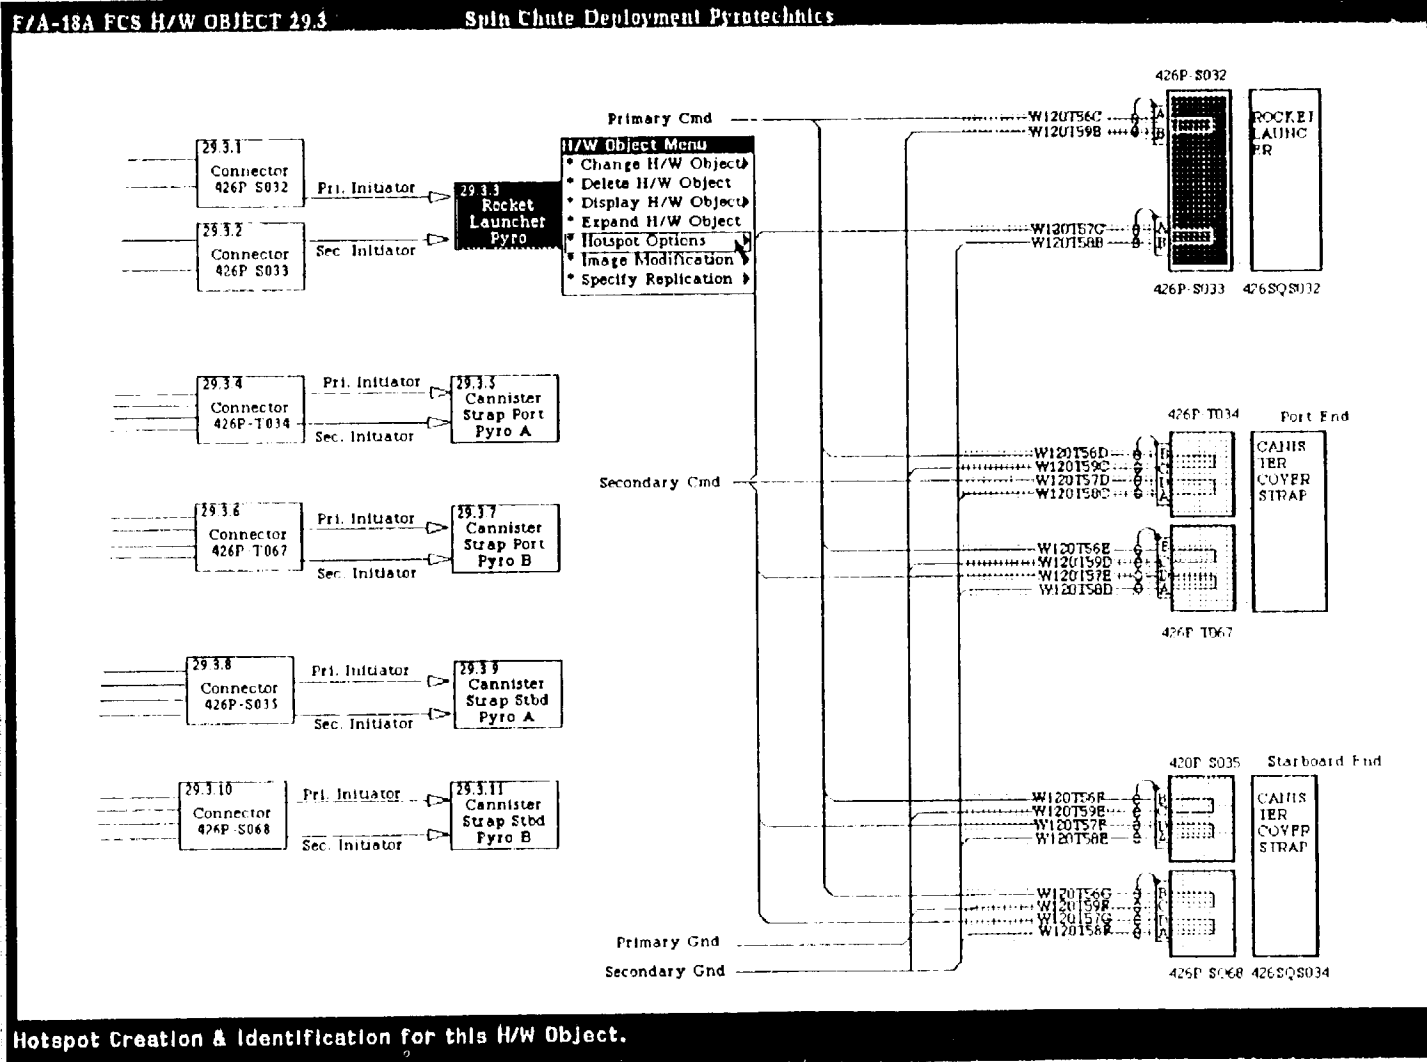 F/A-18A FCS H/W OBJECT 29.3
Spin Chute Deployment Pyrotechnics
29.3.1
Connector
426P S032
Pri. Initiator
29.3.2
Connector
426P S033
Sec Initiator
29.3.3
Rocket
Launcher
Pyro
H/W Object Menu
* Change H/W Object
* Delete H/W Object
* Display H/W Object
* Expand H/W Object
* Hotspot Options
* Image Modification
* Specify Replication
29.3.4
Connector
426P-T034
Pri. Initiator
Sec. Initiator
29.3.5
Cannister
Strap Port
Pyro A
29.3.6
Connector
426P T067
Pri. Initiator
Sec. Initiator
29.3.7
Cannister
Strap Port
Pyro B
29.3.8
Connector
426P-S035
Pri. Initiator
Sec. Initiator
29.3.9
Cannister
Strap Stbd
Pyro A
29.3.10
Connector
426P-S068
Pri. Initiator
Sec. Initiator
29.3.11
Cannister
Strap Stbd
Pyro B
Primary Cmd
Secondary Cmd
Primary Gnd
Secondary Gnd
426P-S032
W120T56C
W120T59B
A
B
W120T57C
W120T58B
A
B
ROCKET
LAUNC
ER
426P-S033
426SQS032
426P-T034
Port End
W120T56D
W120T59C
W120T57D
W120T58C
CANIS
TER
COVER
STRAP
W120T56E
W120T59D
W120T57E
W120T58D
426P T067
S035
Starboard End
W120T56F
W120T59E
W120T57F
W120T58E
CANIS
TER
COVER
STRAP
W120T56G
W120T59F
W120T57G
W120T58F
426P S068
426SQS034
Hotspot Creation & Identification for this H/W Object.